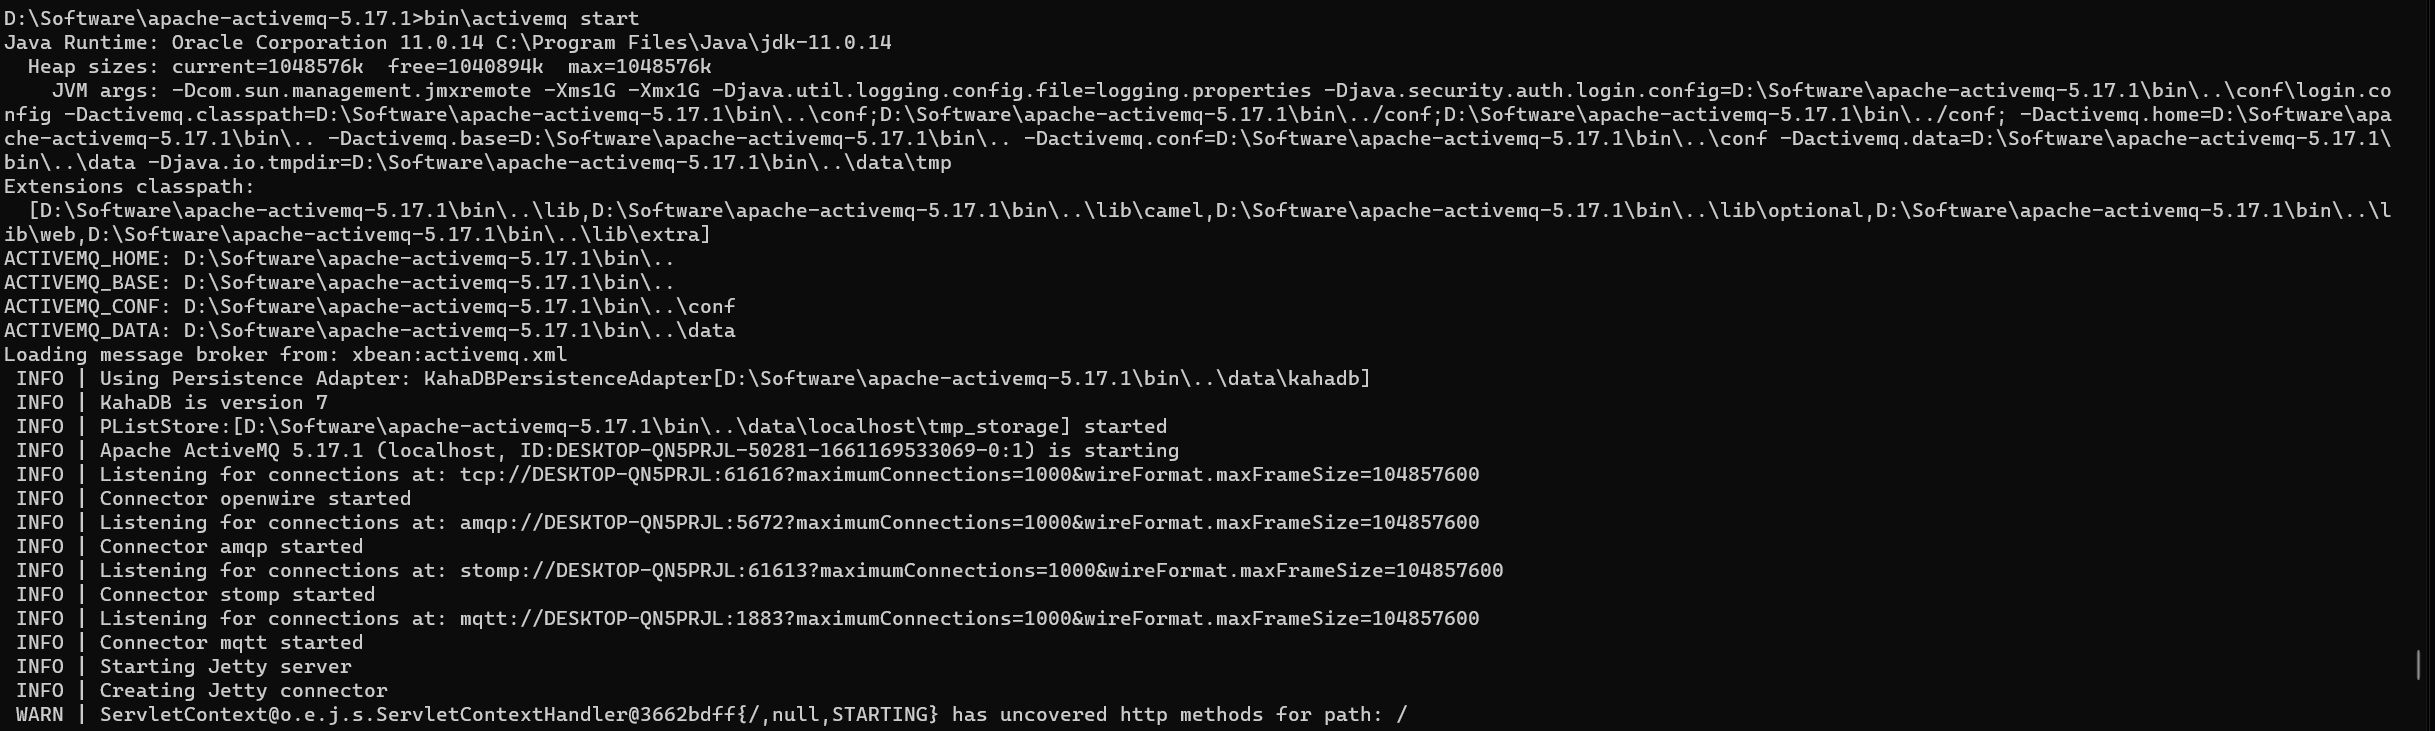 D:\Software\apache-activemq-5.17.1>bin\activemq start
Java Runtime: Oracle Corporation 11.0.14 C:\Program Files\Java\jdk-11.0.14
  Heap sizes: current=1048576k  free=1040894k  max=1048576k
    JVM args: -Dcom.sun.management.jmxremote -Xms1G -Xmx1G -Djava.util.logging.config.file=logging.properties -Djava.security.auth.login.config=D:\Software\apache-activemq-5.17.1\bin\..\conf\login.co
nfig -Dactivemq.classpath=D:\Software\apache-activemq-5.17.1\bin\..\conf;D:\Software\apache-activemq-5.17.1\bin\../conf;D:\Software\apache-activemq-5.17.1\bin\../conf; -Dactivemq.home=D:\Software\apa
che-activemq-5.17.1\bin\.. -Dactivemq.base=D:\Software\apache-activemq-5.17.1\bin\.. -Dactivemq.conf=D:\Software\apache-activemq-5.17.1\bin\..\conf -Dactivemq.data=D:\Software\apache-activemq-5.17.1\
bin\..\data -Djava.io.tmpdir=D:\Software\apache-activemq-5.17.1\bin\..\data\tmp
Extensions classpath:
  [D:\Software\apache-activemq-5.17.1\bin\..\lib,D:\Software\apache-activemq-5.17.1\bin\..\lib\camel,D:\Software\apache-activemq-5.17.1\bin\..\lib\optional,D:\Software\apache-activemq-5.17.1\bin\..\l
ib\web,D:\Software\apache-activemq-5.17.1\bin\..\lib\extra]
ACTIVEMQ_HOME: D:\Software\apache-activemq-5.17.1\bin\..
ACTIVEMQ_BASE: D:\Software\apache-activemq-5.17.1\bin\..
ACTIVEMQ_CONF: D:\Software\apache-activemq-5.17.1\bin\..\conf
ACTIVEMQ_DATA: D:\Software\apache-activemq-5.17.1\bin\..\data
Loading message broker from: xbean:activemq.xml
 INFO | Using Persistence Adapter: KahaDBPersistenceAdapter[D:\Software\apache-activemq-5.17.1\bin\..\data\kahadb]
 INFO | KahaDB is version 7
 INFO | PListStore:[D:\Software\apache-activemq-5.17.1\bin\..\data\localhost\tmp_storage] started
 INFO | Apache ActiveMQ 5.17.1 (localhost, ID:DESKTOP-QN5PRJL-50281-1661169533069-0:1) is starting
 INFO | Listening for connections at: tcp://DESKTOP-QN5PRJL:61616?maximumConnections=1000&wireFormat.maxFrameSize=104857600
 INFO | Connector openwire started
 INFO | Listening for connections at: amqp://DESKTOP-QN5PRJL:5672?maximumConnections=1000&wireFormat.maxFrameSize=104857600
 INFO | Connector amqp started
 INFO | Listening for connections at: stomp://DESKTOP-QN5PRJL:61613?maximumConnections=1000&wireFormat.maxFrameSize=104857600
 INFO | Connector stomp started
 INFO | Listening for connections at: mqtt://DESKTOP-QN5PRJL:1883?maximumConnections=1000&wireFormat.maxFrameSize=104857600
 INFO | Connector mqtt started
 INFO | Starting Jetty server
 INFO | Creating Jetty connector
 WARN | ServletContext@o.e.j.s.ServletContextHandler@3662bdff{/,null,STARTING} has uncovered http methods for path: /